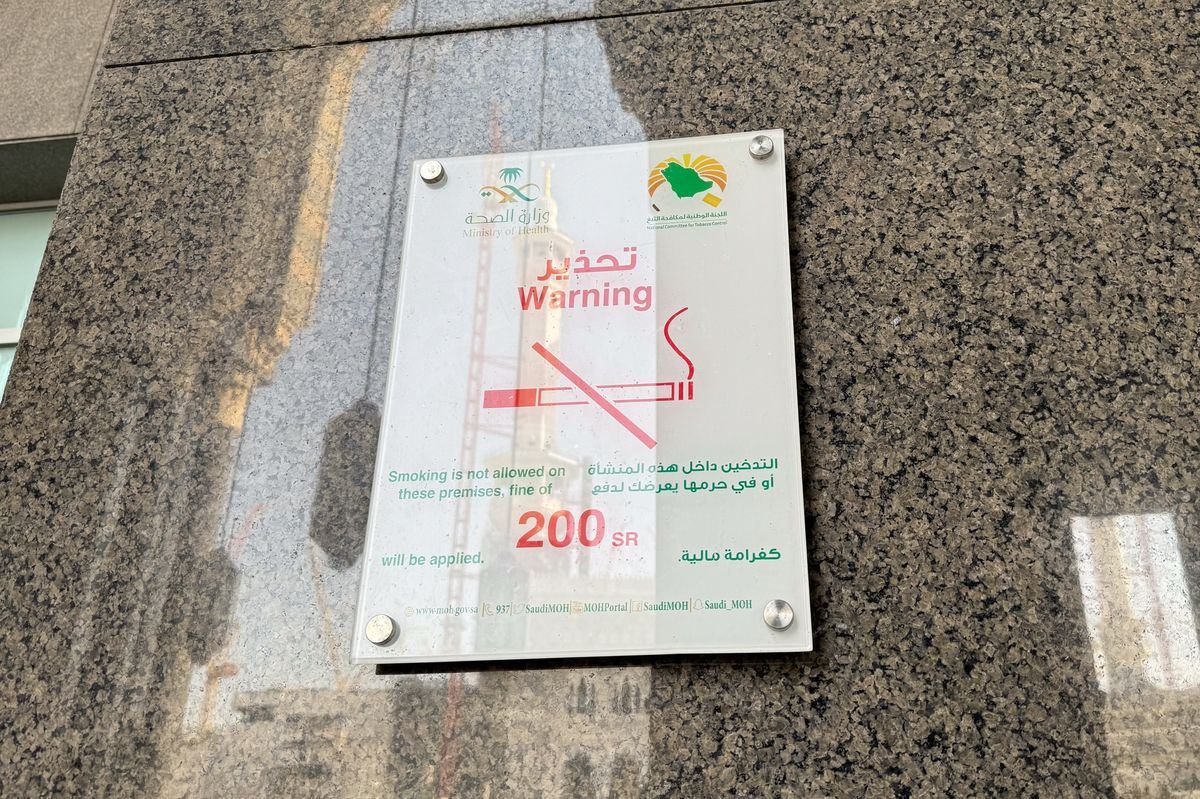 وزارة الصحة
Ministry of Health
اللجنة الوطنية لمكافحة التبغ
National Committee for Tobacco Control
تحذير
Warning
Smoking is not allowed on
these premises, fine of
التدخين داخل هذه المنشأة
أو في حرمها يعرضك لدفع
200 SR
will be applied.
كغرامة مالية.
www.moh.gov.sa | 937 | SaudiMOH | MOHPortal | SaudiMOH | Saudi_MOH